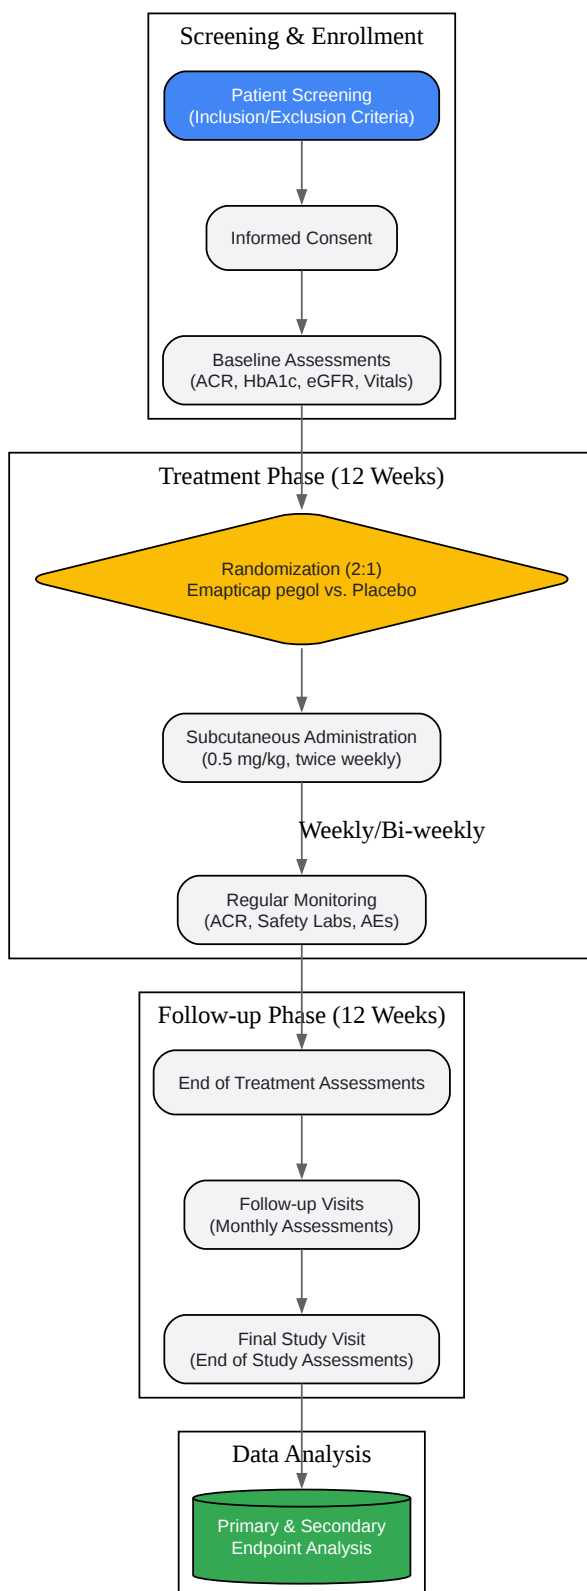 Screening & Enrollment
Patient Screening
(Inclusion/Exclusion Criteria)
Informed Consent
Baseline Assessments
(ACR, HbA1c, eGFR, Vitals)
Treatment Phase (12 Weeks)
Randomization (2:1)
Emapticap pegol vs. Placebo
Subcutaneous Administration
(0.5 mg/kg, twice weekly)
Weekly/Bi-weekly
Regular Monitoring
(ACR, Safety Labs, AEs)
Follow-up Phase (12 Weeks)
End of Treatment Assessments
Follow-up Visits
(Monthly Assessments)
Final Study Visit
(End of Study Assessments)
Data Analysis
Primary & Secondary
Endpoint Analysis